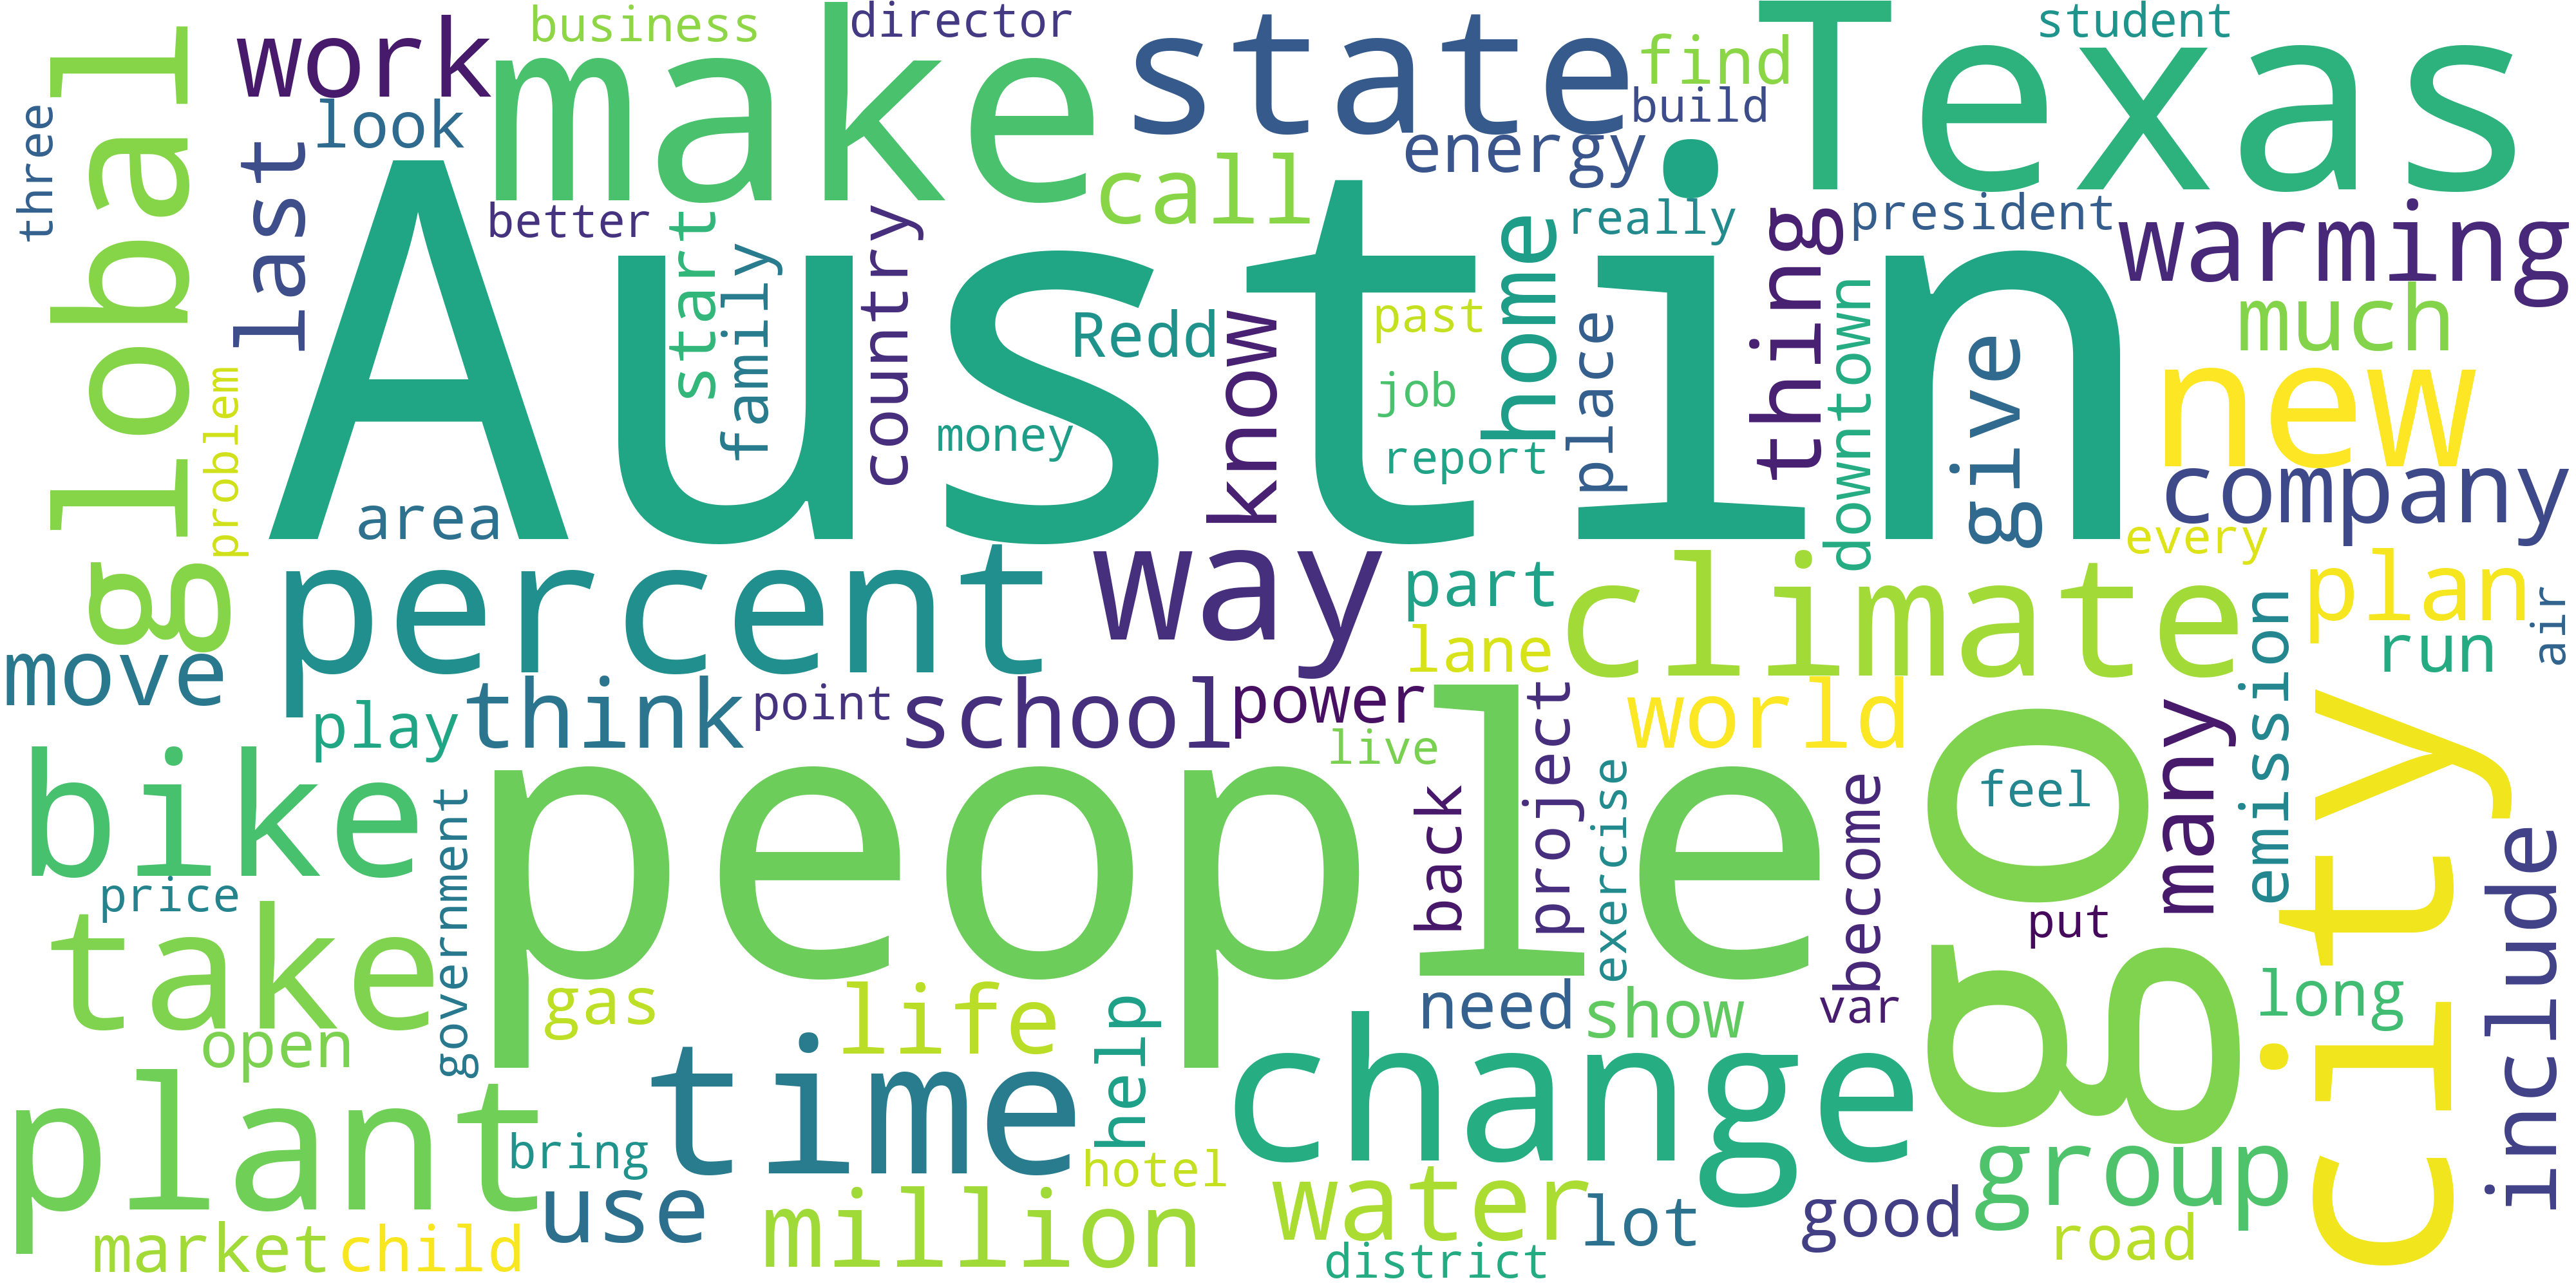 business
director
student
work
make
state
Texas
find
global
three
look
build
energy
call
last
better
start
family
country
Austin
really
president
thing
warming
home
Redd
past
much
know
place
downtown
give
new
problem
job
money
report
area
company
every
percent
way
part
climate
plan
lane
emission
run
air
move
think
play
point
school
power
project
world
many
city
live
bike
people
go
feel
government
back
exercise
become
include
price
take
put
gas
life
help
need
show
var
long
open
plant
time
change
bring
hotel
group
use
million
water
lot
good
road
market
child
district